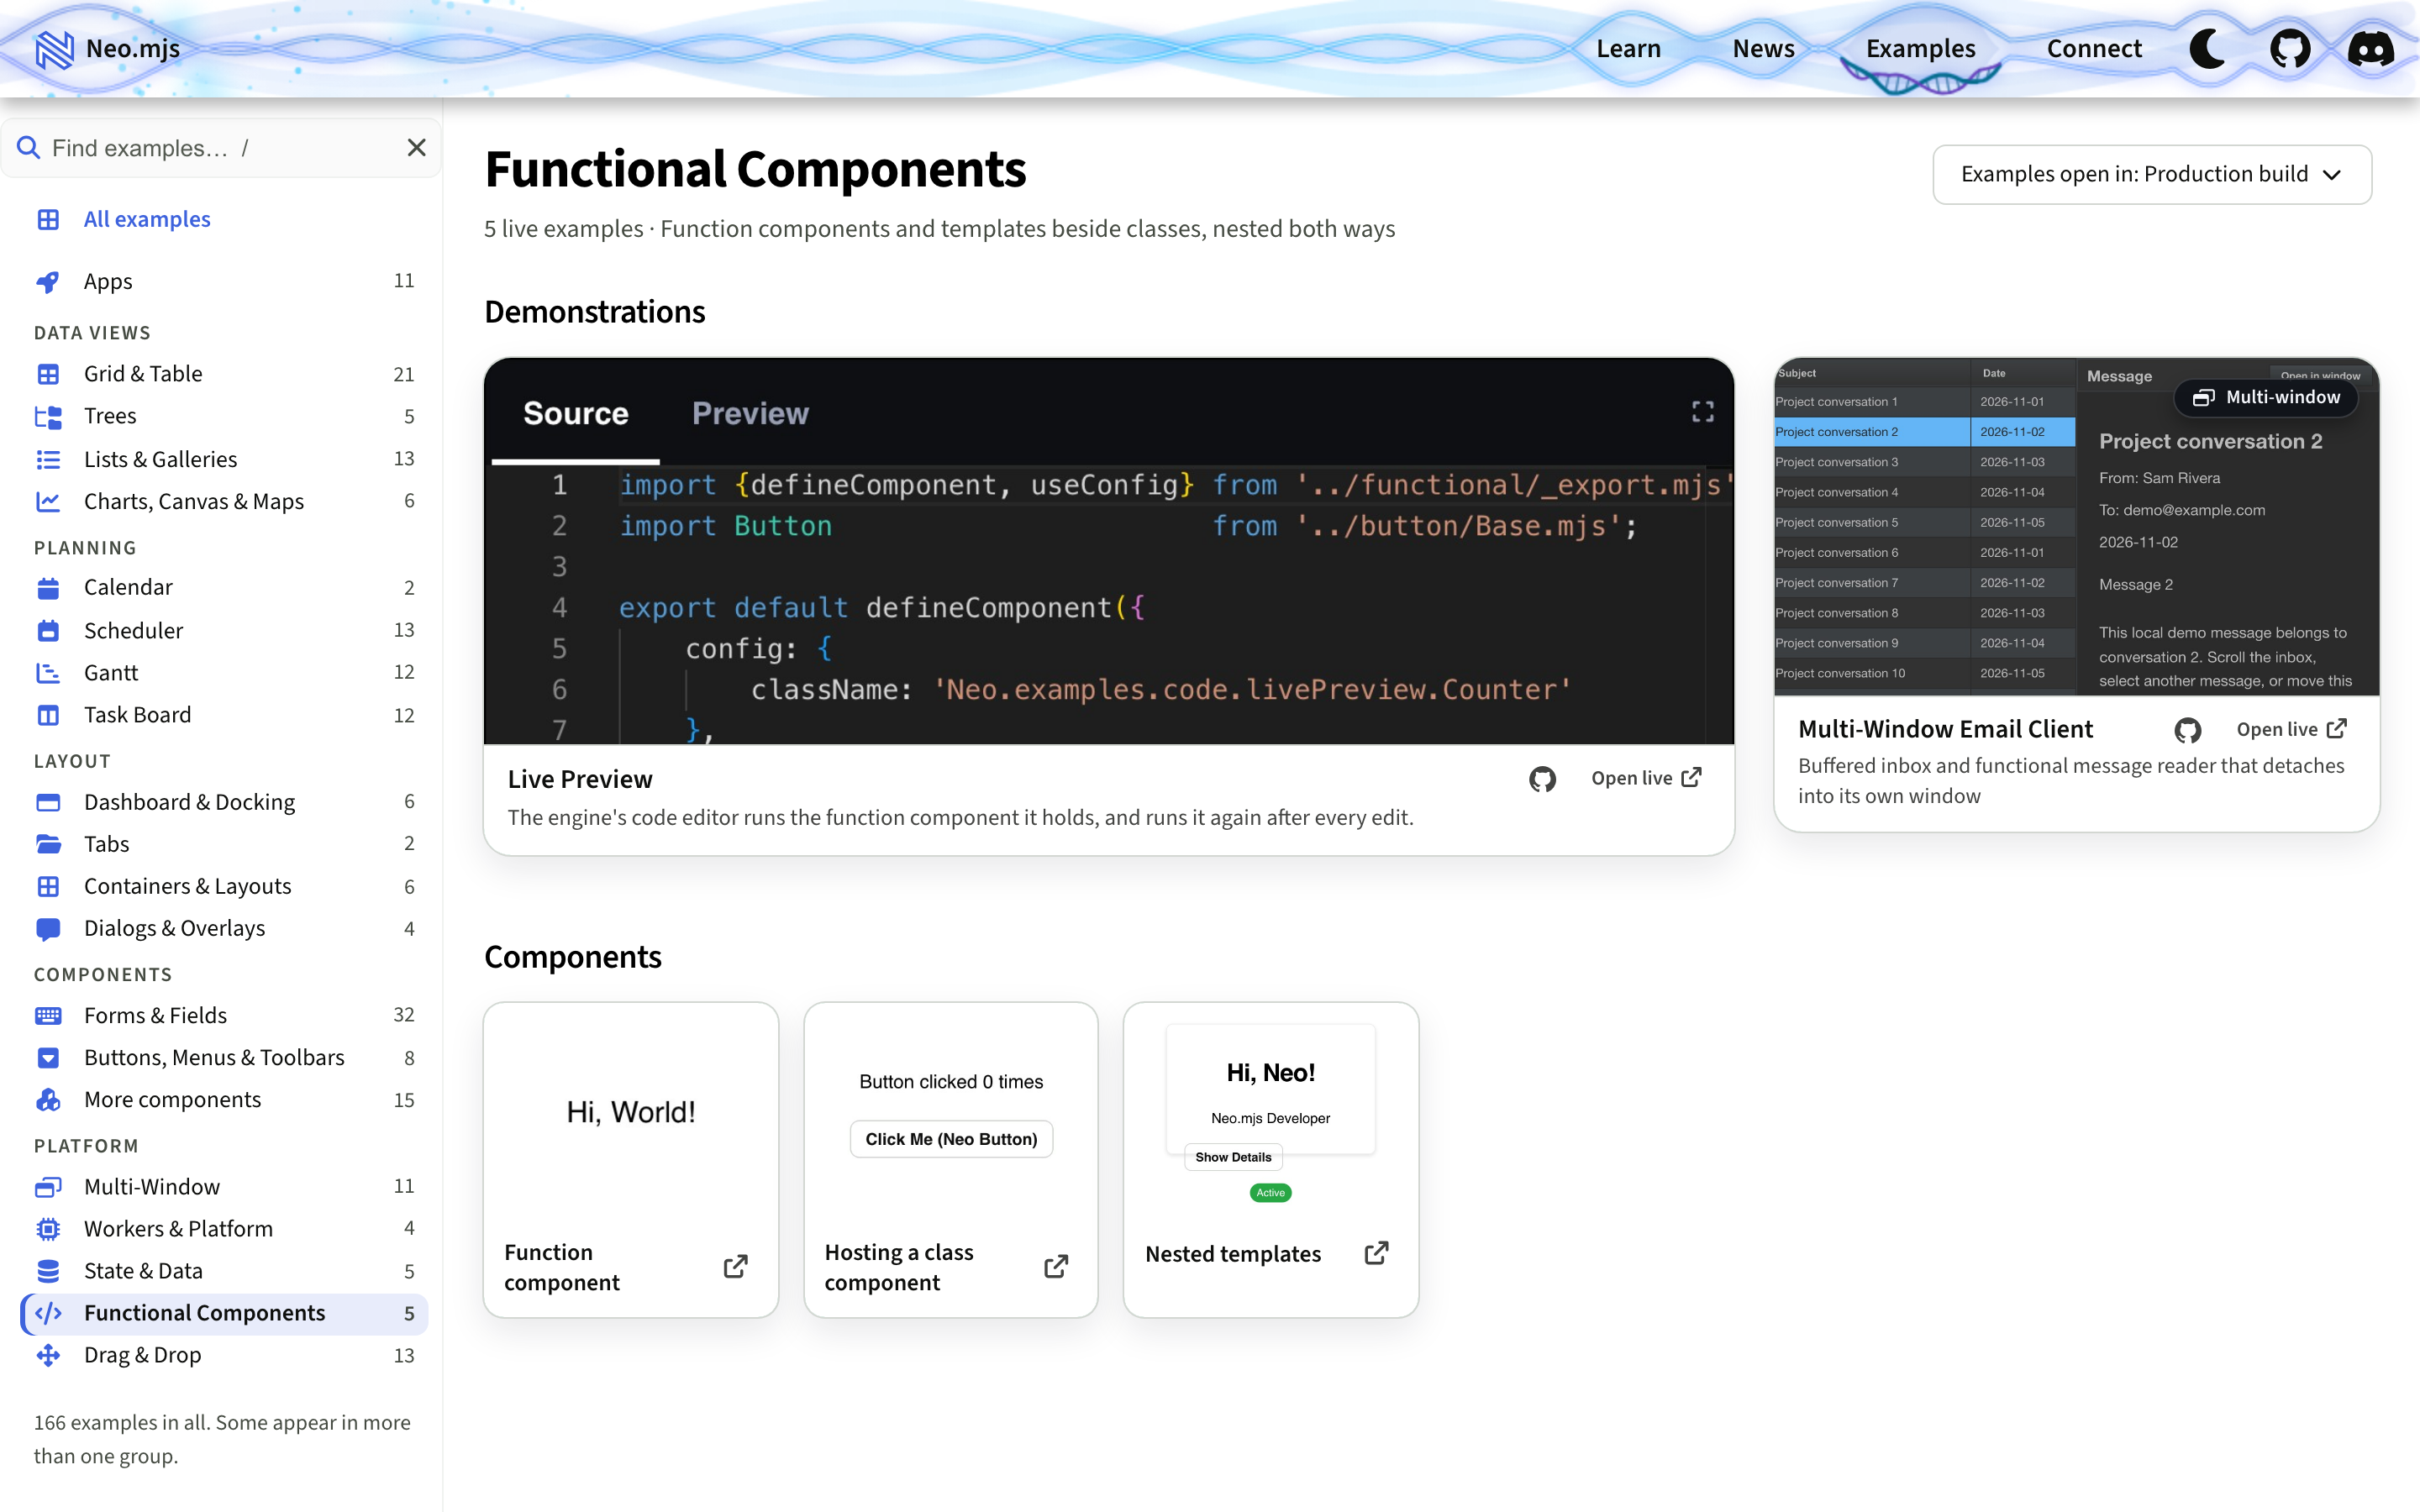 Neo.mjs
Learn
News
Examples
Connect
Find examples… /
All examples
Apps 11
DATA VIEWS
Grid & Table 21
Trees 5
Lists & Galleries 13
Charts, Canvas & Maps 6
PLANNING
Calendar 2
Scheduler 13
Gantt 12
Task Board 12
LAYOUT
Dashboard & Docking 6
Tabs 2
Containers & Layouts 6
Dialogs & Overlays 4
COMPONENTS
Forms & Fields 32
Buttons, Menus & Toolbars 8
More components 15
PLATFORM
Multi-Window 11
Workers & Platform 4
State & Data 5
Functional Components 5
Drag & Drop 13
166 examples in all. Some appear in more
than one group.
Functional Components
Examples open in: Production build
5 live examples · Function components and templates beside classes, nested both ways
Demonstrations
Source Preview
1 import {defineComponent, useConfig} from '../functional/_export.mjs'
2 import Button from '../button/Base.mjs';
3
4 export default defineComponent({
5 config: {
6 className: 'Neo.examples.code.livePreview.Counter'
7 },
Live Preview
Open live
The engine's code editor runs the function component it holds, and runs it again after every edit.
Subject Date
Project conversation 1 2026-11-01
Project conversation 2 2026-11-02
Project conversation 3 2026-11-03
Project conversation 4 2026-11-04
Project conversation 5 2026-11-05
Project conversation 6 2026-11-01
Project conversation 7 2026-11-02
Project conversation 8 2026-11-03
Project conversation 9 2026-11-04
Project conversation 10 2026-11-05
Message
Open in window
Multi-window
Project conversation 2
From: Sam Rivera
To: demo@example.com
2026-11-02
Message 2
This local demo message belongs to
conversation 2. Scroll the inbox,
select another message, or move this
Multi-Window Email Client
Open live
Buffered inbox and functional message reader that detaches
into its own window
Components
Hi, World!
Function
component
Button clicked 0 times
Click Me (Neo Button)
Hosting a class
component
Hi, Neo!
Neo.mjs Developer
Show Details
Active
Nested templates